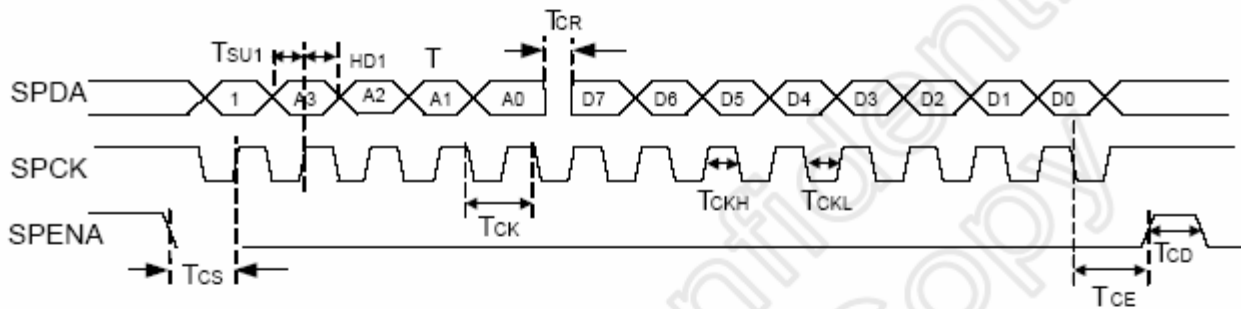 TCR
TSU1 HD1 T
SPDA 1 A3 A2 A1 A0 D7 D6 D5 D4 D3 D2 D1 D0
SPCK
TCK TCKH TCKL
SPENA
TCS TCD
TCE
Copy